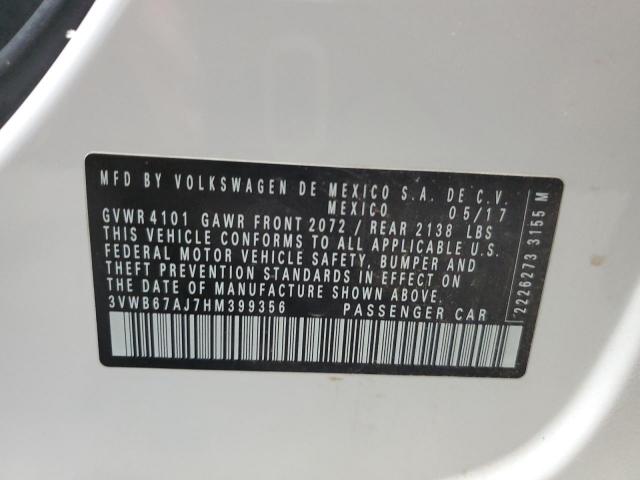 MFD BY VOLKSWAGEN DE MEXICO S.A. DE C.V.
MEXICO 05/17
GVWR 4101 GAWR FRONT 2072 / REAR 2138 LBS
THIS VEHICLE CONFORMS TO ALL APPLICABLE U.S.
FEDERAL MOTOR VEHICLE SAFETY, BUMPER AND
THEFT PREVENTION STANDARDS IN EFFECT ON
THE DATE OF MANUFACTURE SHOWN ABOVE.
3VWB67AJ7HM399356 PASSENGER CAR
2226273 3155 M